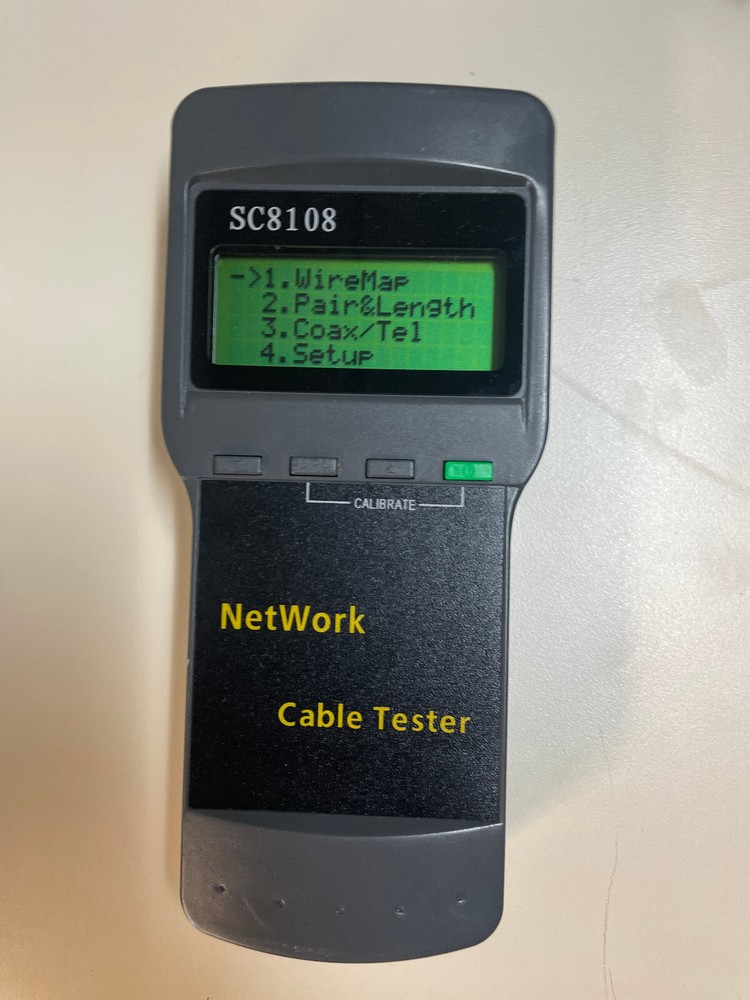 SC8108
->1.WireMap
2.Pair&Length
3.Coax/Tel
4.Setup
CALIBRATE
NetWork
Cable Tester